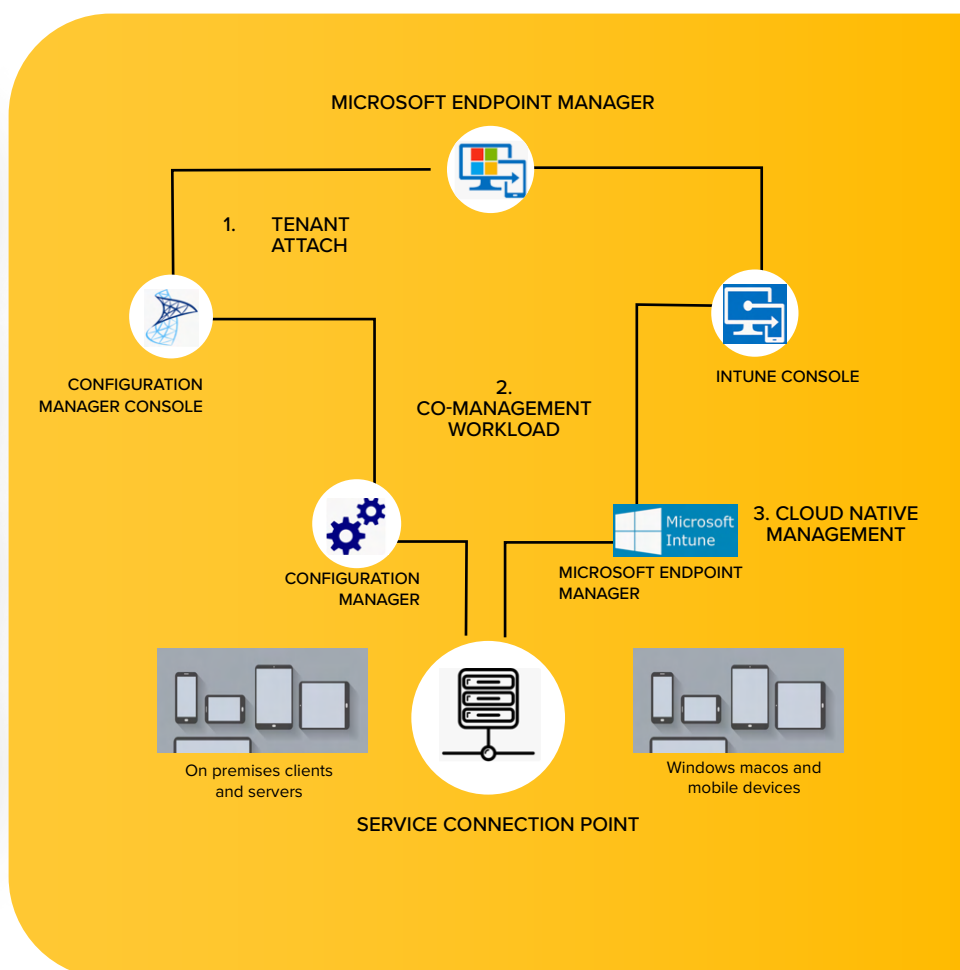 MICROSOFT ENDPOINT MANAGER
1. TENANT
ATTACH
CONFIGURATION
MANAGER CONSOLE
2.
CO-MANAGEMENT
WORKLOAD
INTUNE CONSOLE
Microsoft
Intune
3. CLOUD NATIVE
MANAGEMENT
CONFIGURATION
MANAGER
MICROSOFT ENDPOINT
MANAGER
On premises clients
and servers
Windows macos and
mobile devices
SERVICE CONNECTION POINT